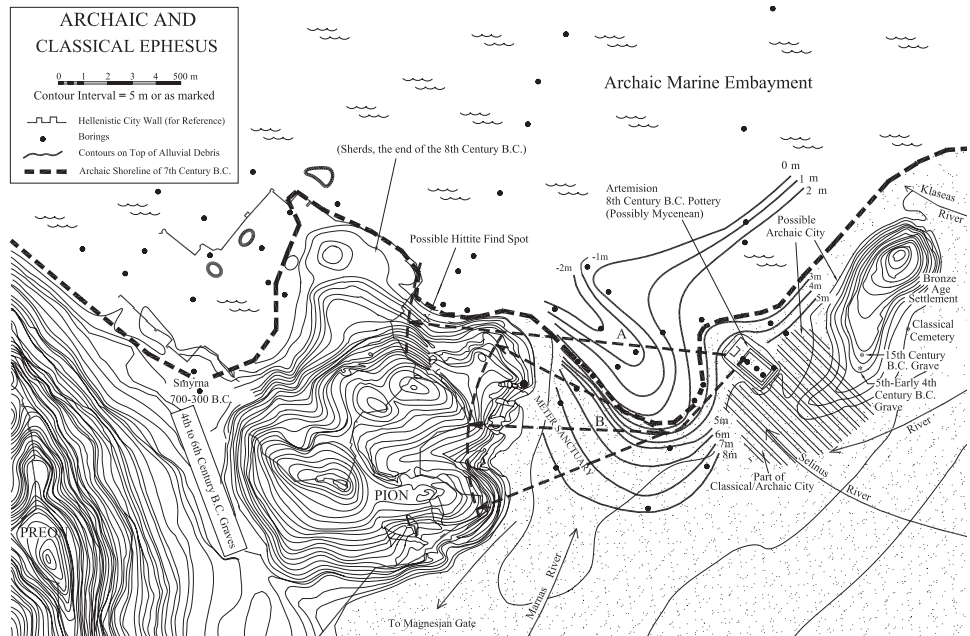 ARCHAIC AND
CLASSICAL EPHESUS
0 1 2 3 4 500 m
Contour Interval = 5 m or as marked
Hellenistic City Wall (for Reference)
Borings
Contours on Top of Alluvial Debris
Archaic Shoreline of 7th Century B.C.
Archaic Marine Embayment
(Sherds, the end of the 8th Century B.C.)
0 m
1 m
2 m
Artemision
8th Century B.C. Pottery
(Possibly Mycenean)
Klaseas
River
Possible
Archaic City
Possible Hittite Find Spot
-1m
-2m
3m
4m
5m
Bronze
Age
Settlement
Classical
Cemetery
A
15th Century
B.C. Grave
5th-Early 4th
Century B.C.
Grave
Smyrna
700-300 B.C.
4th to 6th Century B.C. Graves
METER SANCTUARY
B
5m
6m
7m
8m
River
Selinus
River
Part of
Classical/Archaic City
PION
PREON
Marnas River
To Magnesian Gate